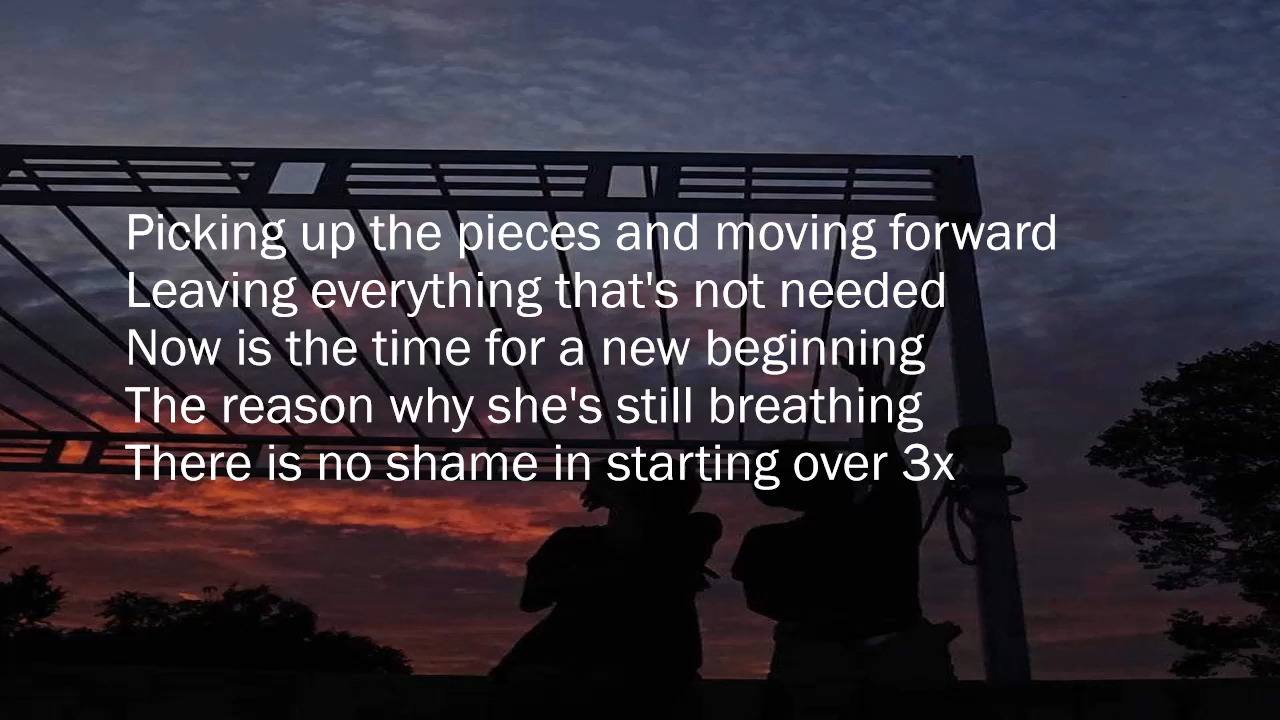 Picking up the pieces and moving forward
Leaving everything that's not needed
Now is the time for a new beginning
The reason why she's still breathing
There is no shame in starting over 3x